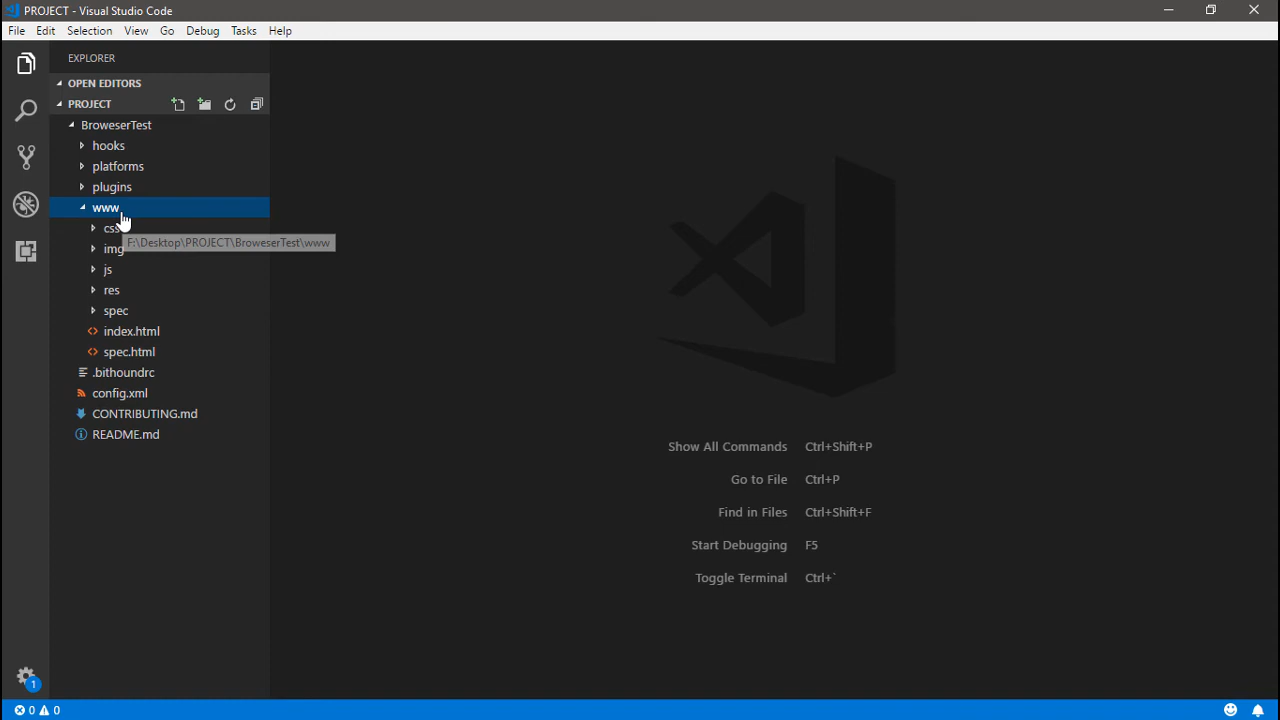 PROJECT - Visual Studio Code
File Edit Selection View Go Debug Tasks Help
EXPLORER
OPEN EDITORS
PROJECT
BroweserTest
hooks
platforms
plugins
www
css
F:\Desktop\PROJECT\BroweserTest\www
img
js
res
spec
index.html
spec.html
.bithoundrc
config.xml
CONTRIBUTING.md
README.md
Show All Commands Ctrl+Shift+P
Go to File Ctrl+P
Find in Files Ctrl+Shift+F
Start Debugging F5
Toggle Terminal Ctrl+`
1
0 0